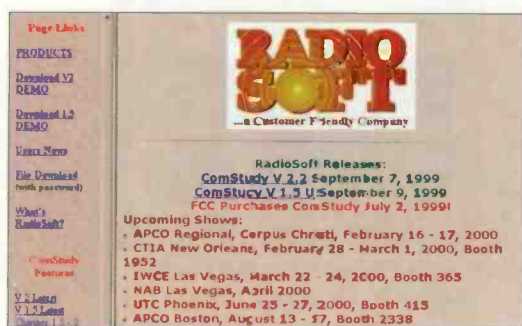 Page Links
PRODUCTS
Download V2
DEMO
Download 1.5
DEMO
Users News
File Download
(with password)
What's
RadioSoft?
ComStudy
Features
V 2 Latest
V 1.5 Latest
RADIO
SOFT
...a Customer Friendly Company
RadioSoft Releases:
ComStudy V 2.2 September 7, 1999
ComStudy V 1.5 U September 9, 1999
FCC Purchases ComStudy July 2, 1999!
Upcoming Shows:
• APCO Regional, Corpus Christi, February 16 - 17, 2000
• CTIA New Orleans, February 28 - March 1, 2000, Booth
1952
• IWCE Las Vegas, March 22 - 24, 2000, Booth 365
• NAB Las Vegas, April 2000
• UTC Phoenix, June 25 - 27, 2000, Booth 415
• APCO Boston, August 13 - 17, Booth 2338